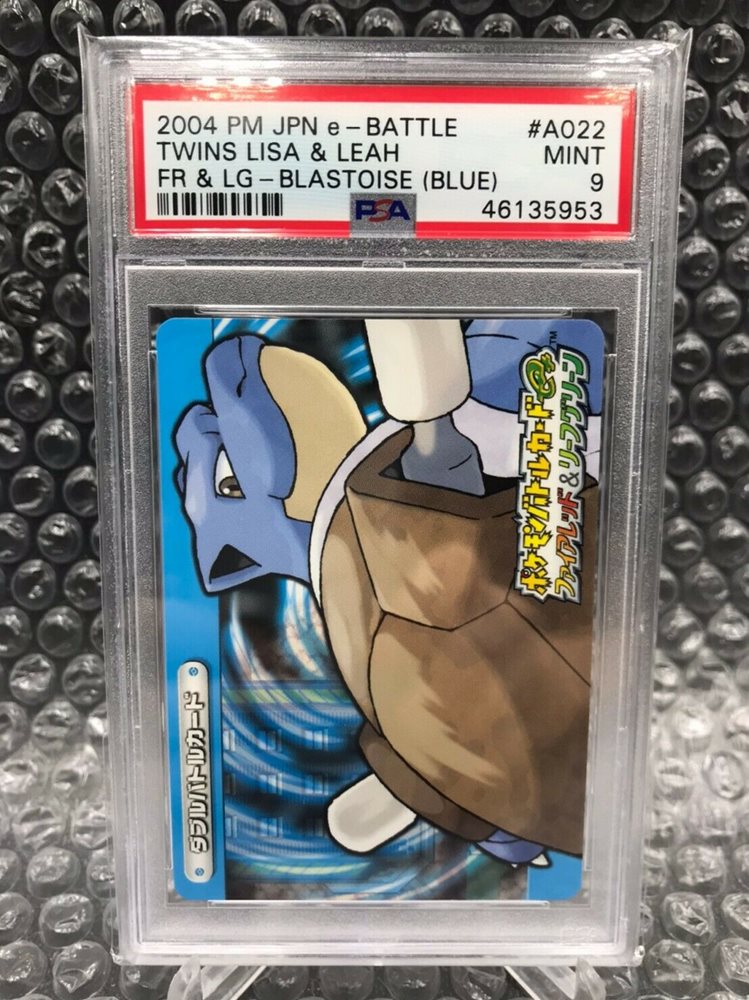 2004 PM JPN e-BATTLE #A022
TWINS LISA & LEAH MINT
FR & LG-BLASTOISE (BLUE) 9
PSA 46135953
ポケモンバトルカードe+ TM
ファイアレッド&リーフグリーン
ダブルバトルカード